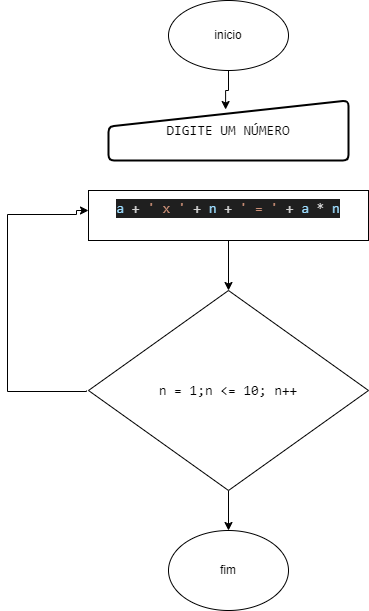 inicio
DIGITE UM NÚMERO
a + ' x ' + n + ' = ' + a * n
n = 1;n <= 10; n++
fim